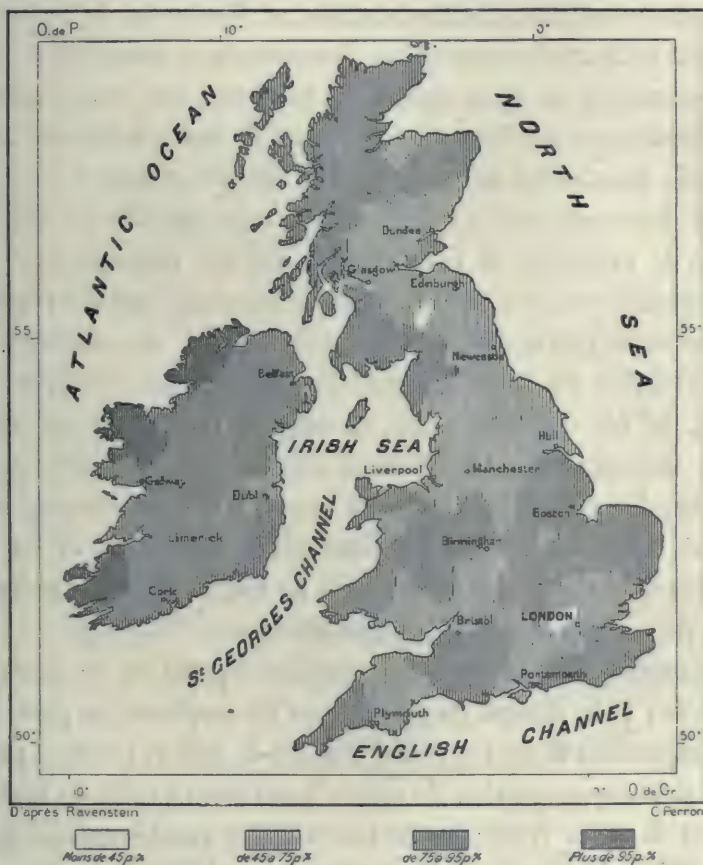 O. de P.
10°
0°
ATLANTIC OCEAN
NORTH
SEA
Dundee
Glasgow
Edinburgh
55°
55°
Newcastle
Belfast
IRISH SEA
Hull
Liverpool
Manchester
Galway
Dublin
Boston
Limerick
Birmingham
Cork
ST GEORGES CHANNEL
Bristol
LONDON
Portsmouth
Plymouth
50°
ENGLISH CHANNEL
50°
10°
0°
O de Gr.
D'après Ravenstein
C. Perron
Moins de 45 p. %
de 45 à 75 p. %
de 75 à 95 p. %
Plus de 95 p. %